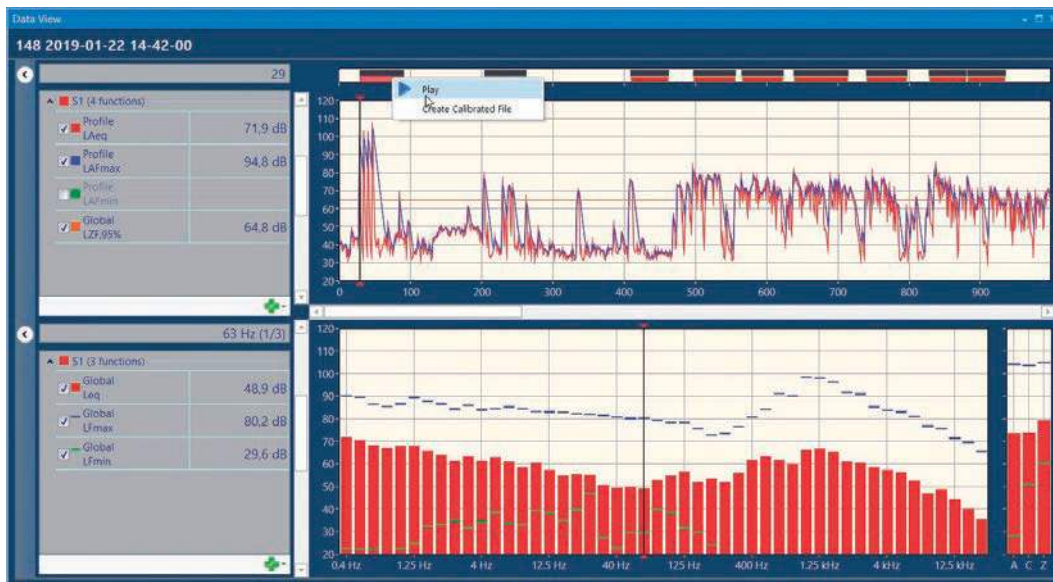 Data View
148 2019-01-22 14-42-00
29
S1 (4 functions)
Profile
LAeq
71,9 dB
Profile
LAFmax
94,8 dB
Profile
LAFmin
Global
LZF,95%
64,8 dB
Play
Create Calibrated File
120
110
100
90
80
70
60
50
40
30
20
0 100 200 300 400 500 600 700 800 900
63 Hz (1/3)
S1 (3 functions)
Global
Leq
48,9 dB
Global
LFmax
80,2 dB
Global
LFmin
29,6 dB
120
110
100
90
80
70
60
50
40
30
20
0.4 Hz 1.25 Hz 4 Hz 12.5 Hz 40 Hz 125 Hz 400 Hz 1.25 kHz 4 kHz 12.5 kHz A C Z